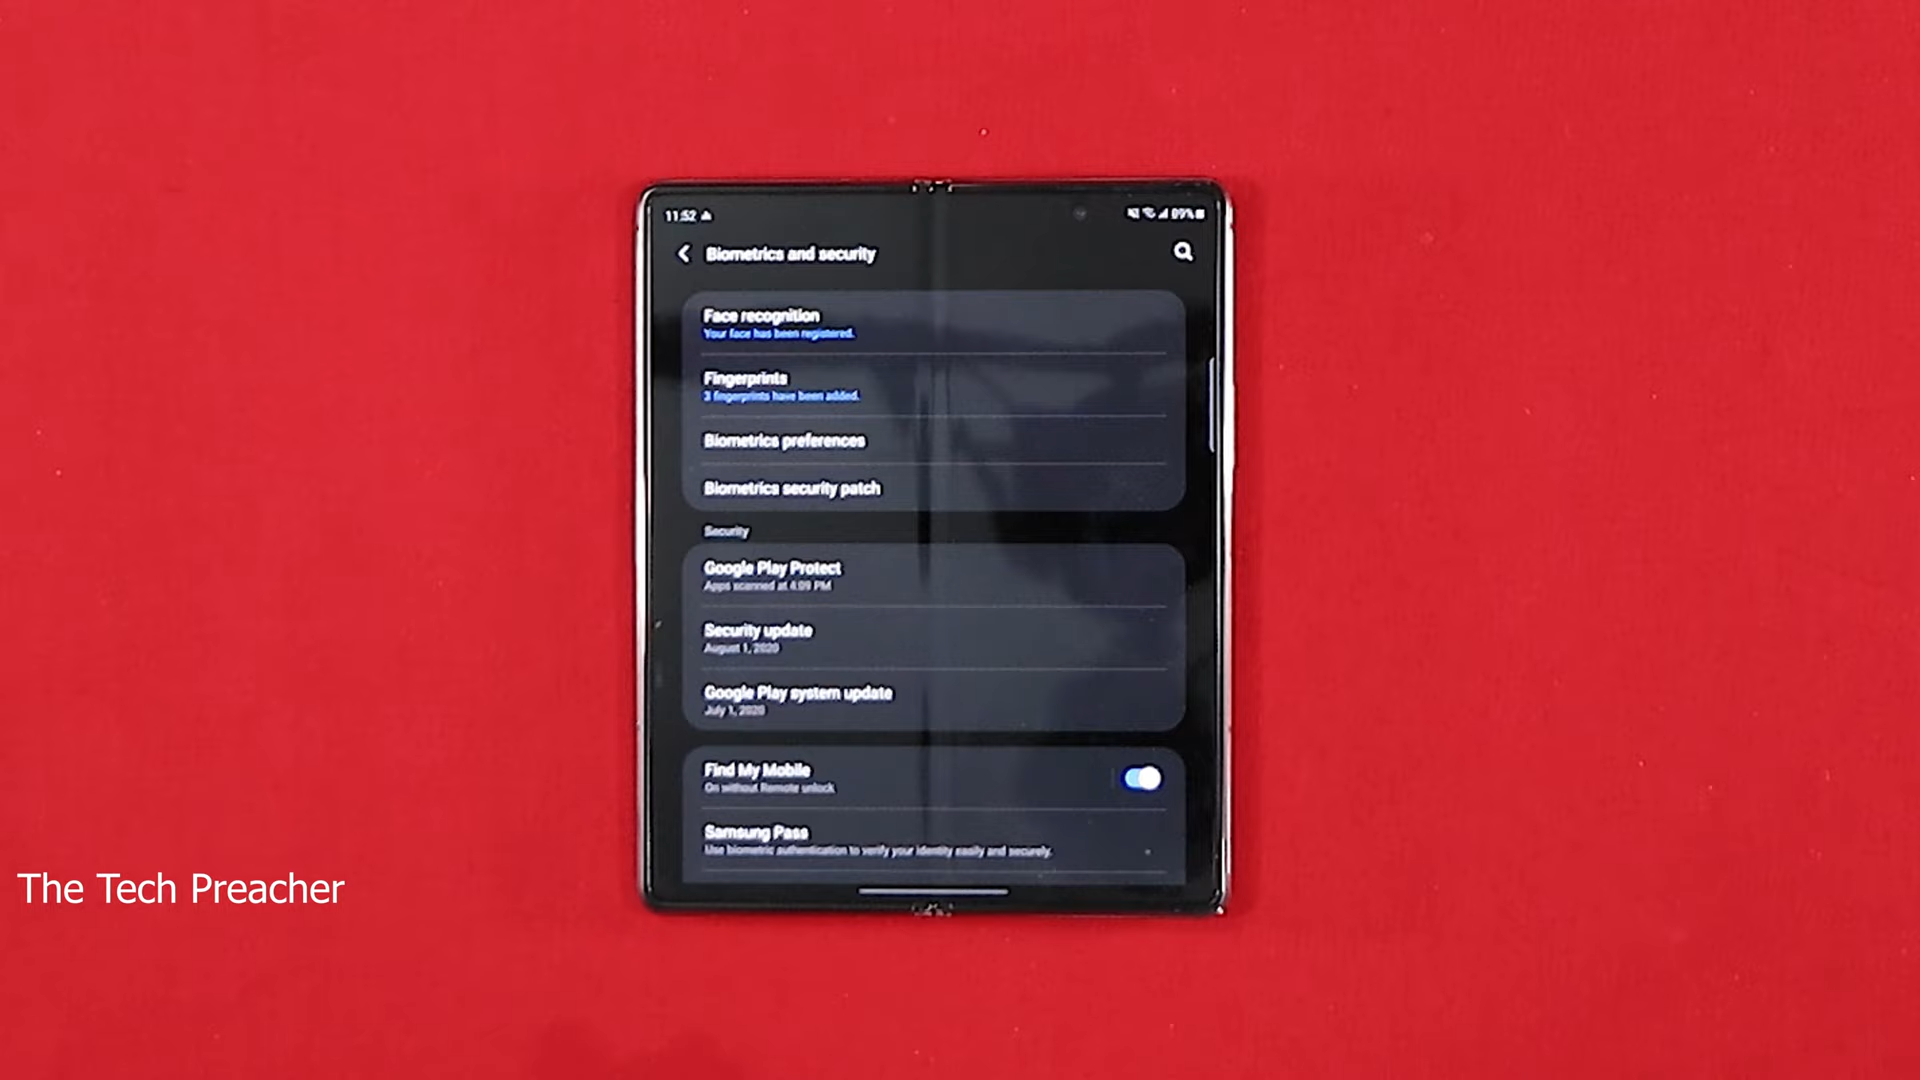 11:52
89%
Biometrics and security
Face recognition
Your face has been registered.
Fingerprints
3 fingerprints have been added.
Biometrics preferences
Biometrics security patch
Security
Google Play Protect
Apps scanned at 4:09 PM
Security update
August 1, 2020
Google Play system update
July 1, 2020
Find My Mobile
On without Remote unlock
Samsung Pass
Use biometric authentication to verify your identity easily and securely.
The Tech Preacher